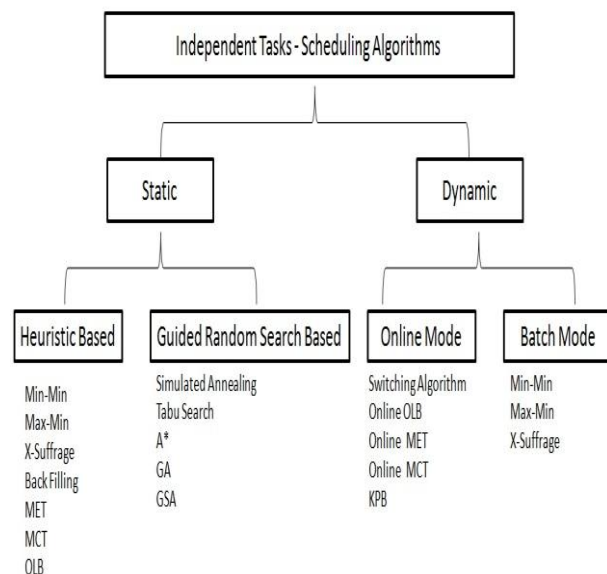 Independent Tasks - Scheduling Algorithms
Static
Dynamic
Heuristic Based
Guided Random Search Based
Online Mode
Batch Mode
Min-Min
Max-Min
X-Suffrage
Back Filling
MET
MCT
OLB
Simulated Annealing
Tabu Search
A*
GA
GSA
Switching Algorithm
Online OLB
Online MET
Online MCT
KPB
Min-Min
Max-Min
X-Suffrage